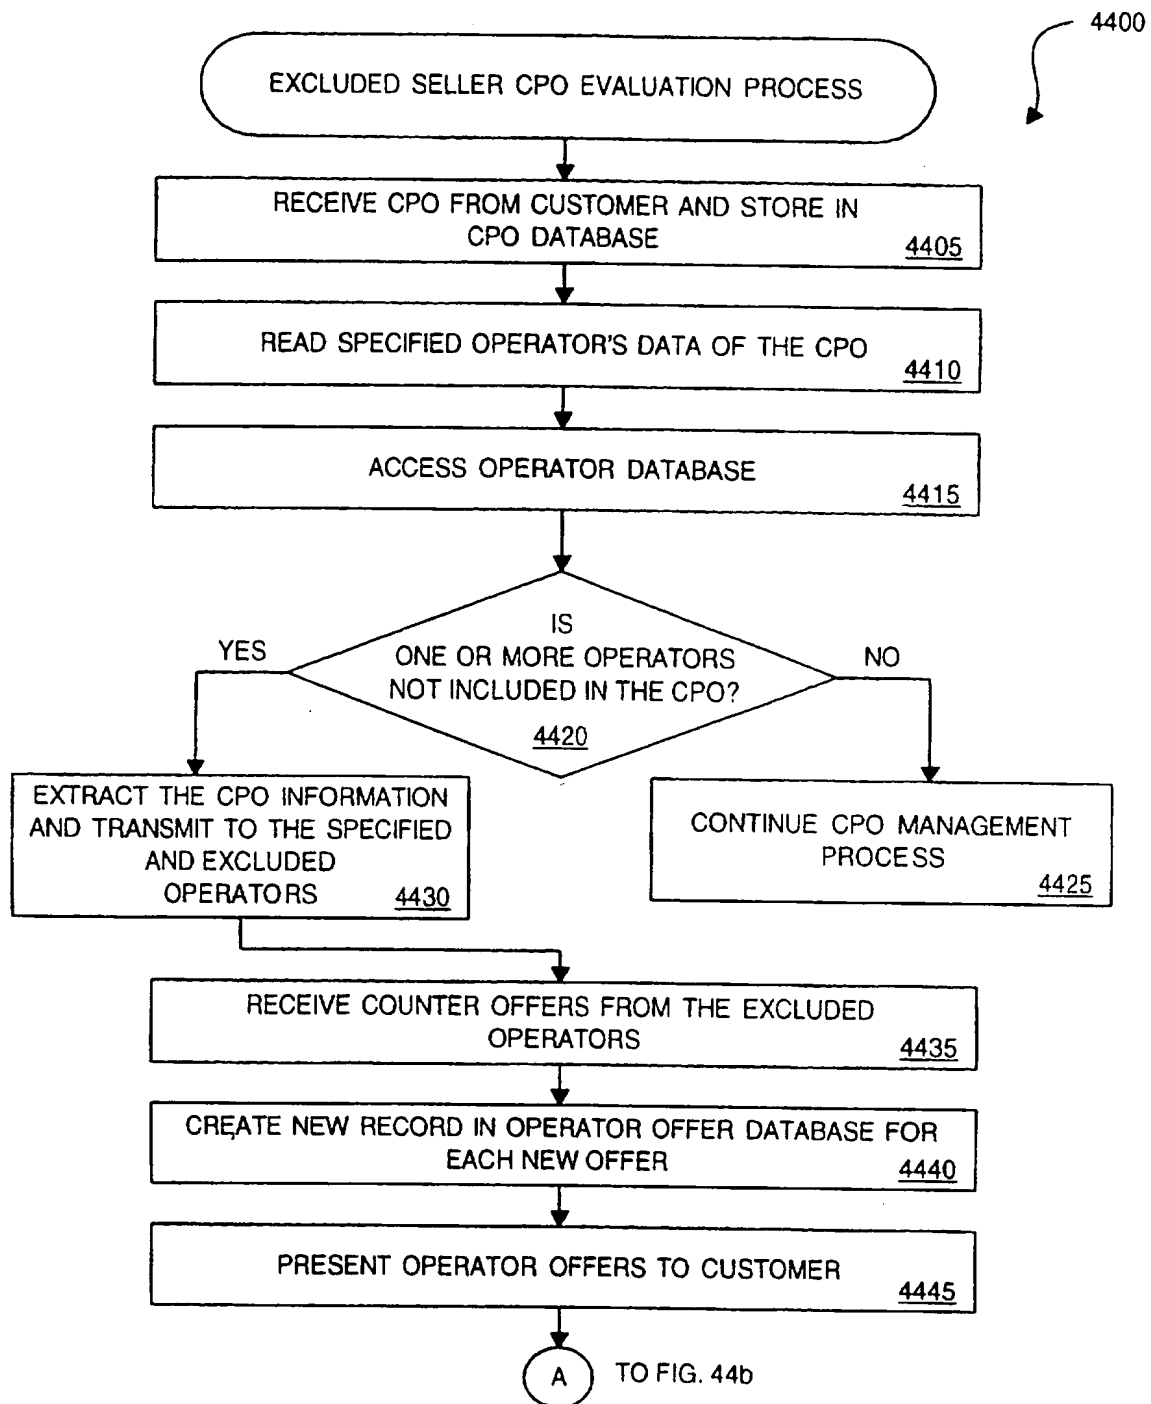 4400
EXCLUDED SELLER CPO EVALUATION PROCESS
RECEIVE CPO FROM CUSTOMER AND STORE IN
CPO DATABASE
4405
READ SPECIFIED OPERATOR'S DATA OF THE CPO
4410
ACCESS OPERATOR DATABASE
4415
IS
ONE OR MORE OPERATORS
NOT INCLUDED IN THE CPO?
4420
YES
NO
EXTRACT THE CPO INFORMATION
AND TRANSMIT TO THE SPECIFIED
AND EXCLUDED
OPERATORS
4430
CONTINUE CPO MANAGEMENT
PROCESS
4425
RECEIVE COUNTER OFFERS FROM THE EXCLUDED
OPERATORS
4435
CREATE NEW RECORD IN OPERATOR OFFER DATABASE FOR
EACH NEW OFFER
4440
PRESENT OPERATOR OFFERS TO CUSTOMER
4445
A
TO FIG. 44b